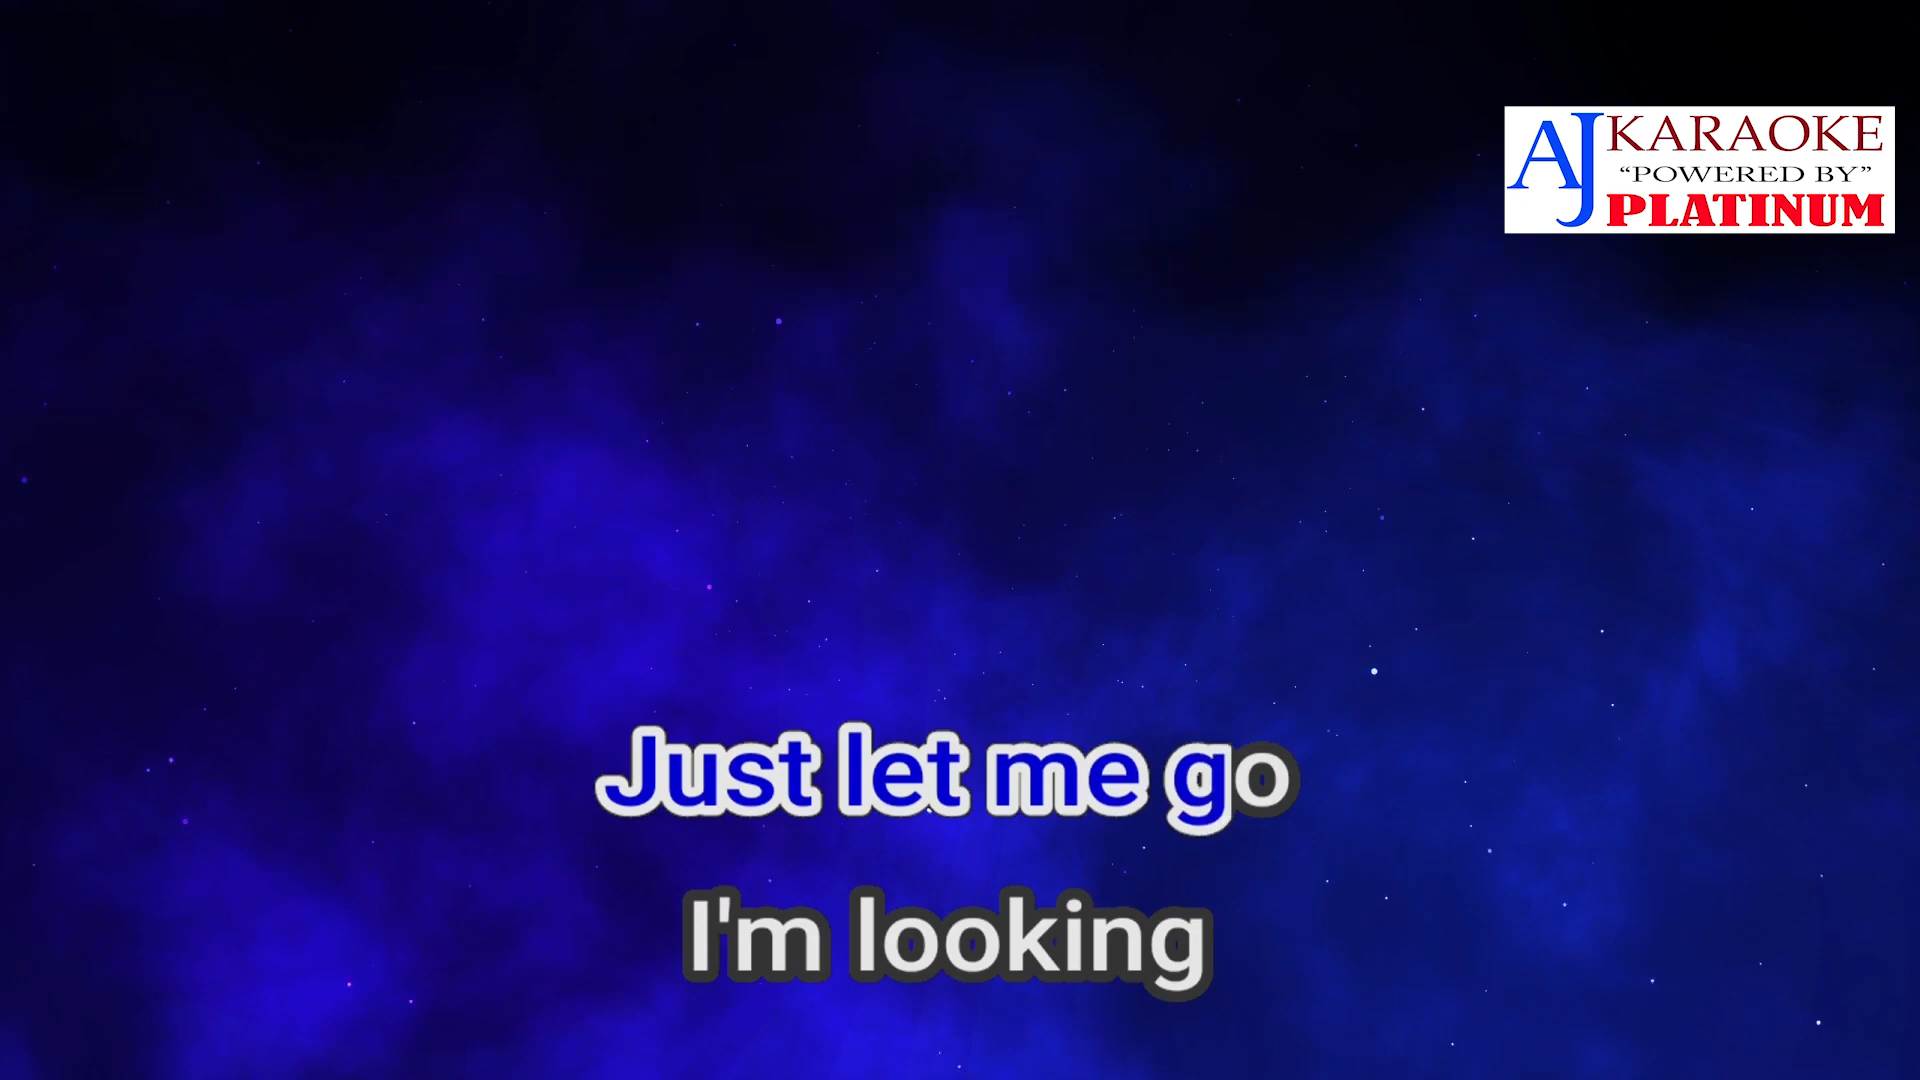 AJ KARAOKE
“POWERED BY”
PLATINUM
Just let me go
I'm looking